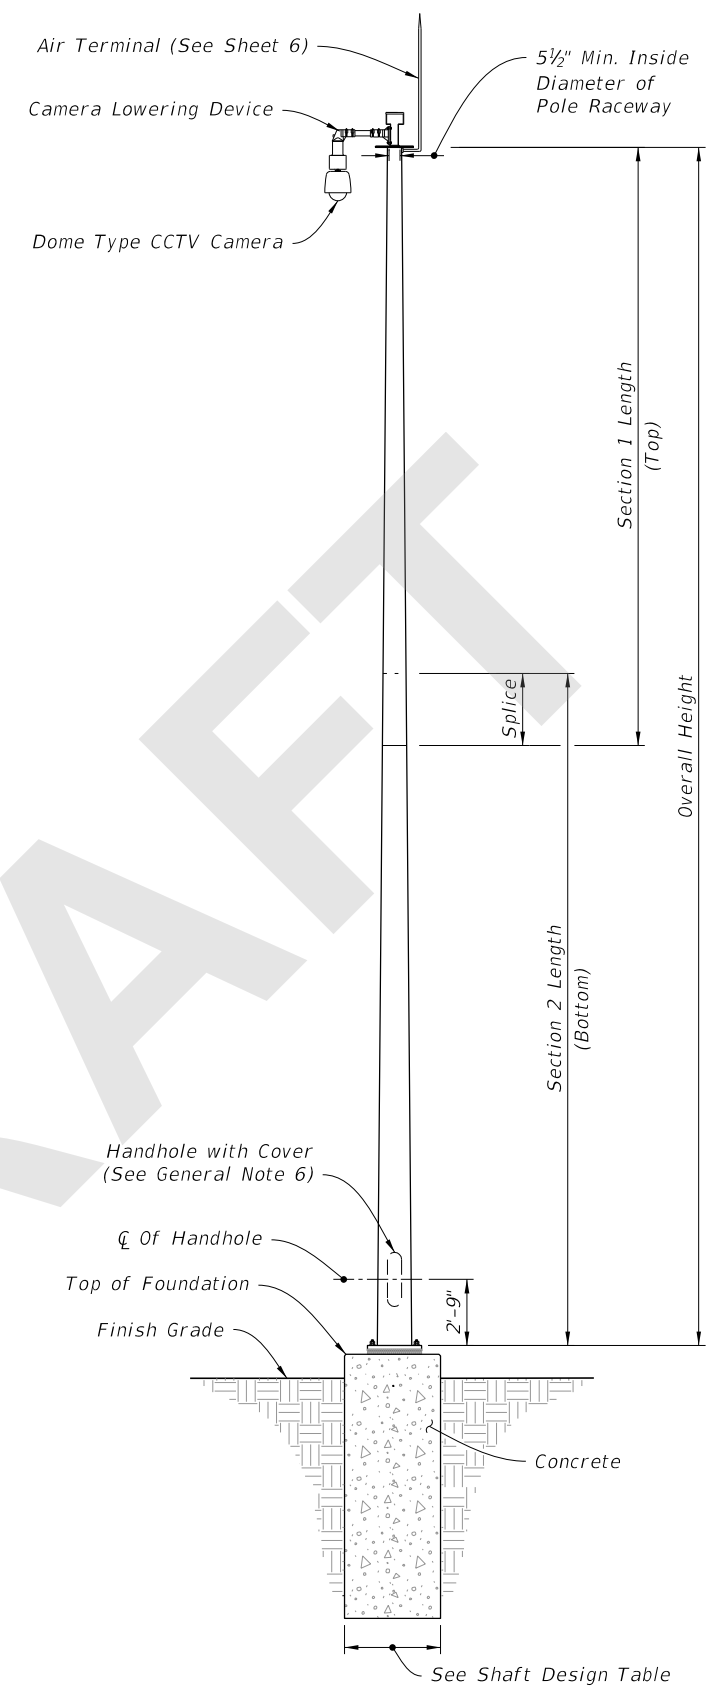 Air Terminal (See Sheet 6)
5½" Min. Inside
Diameter of
Pole Raceway
Camera Lowering Device
Dome Type CCTV Camera
Section 1 Length
(Top)
Splice
Overall Height
Section 2 Length
(Bottom)
Handhole with Cover
(See General Note 6)
℄ Of Handhole
Top of Foundation
2'-9"
Finish Grade
Concrete
See Shaft Design Table
RAFT